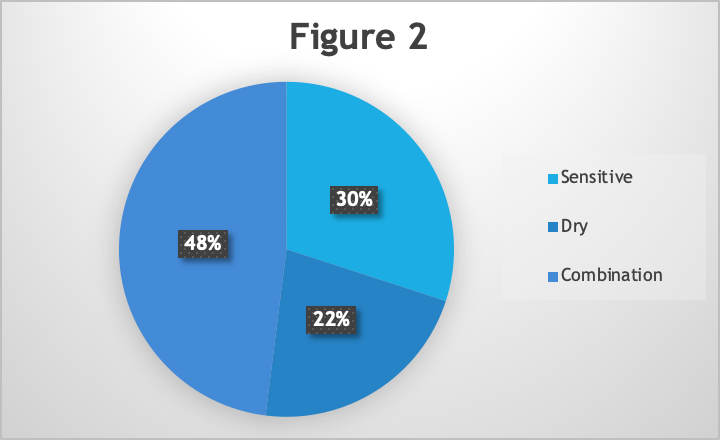 Figure 2
30%
48%
22%
Sensitive
Dry
Combination